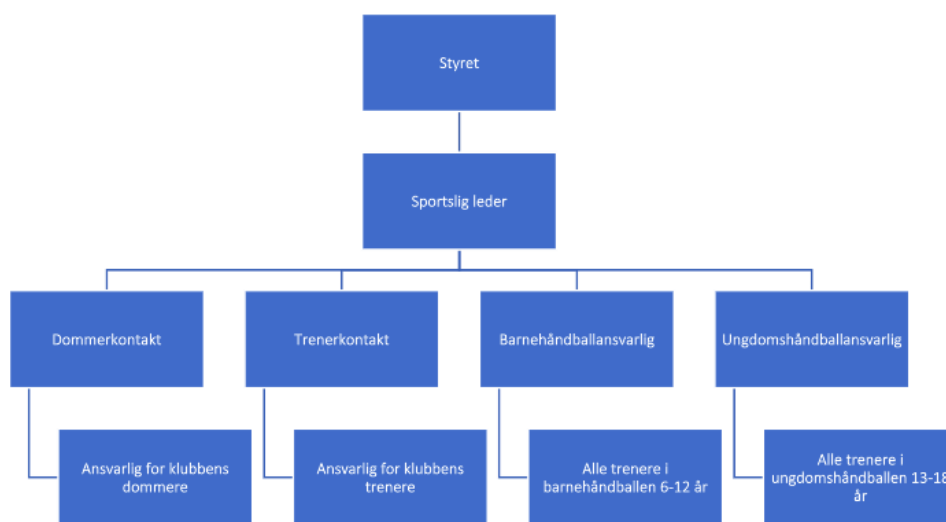 Styret
Sportslig leder
Dommerkontakt
Trenerkontakt
Barnehåndballansvarlig
Ungdomshåndballansvarlig
Ansvarlig for klubbens
dommere
Ansvarlig for klubbens
trenere
Alle trenere i
barnehåndballen 6-12 år
Alle trenere i
ungdomshåndballen 13-18
år